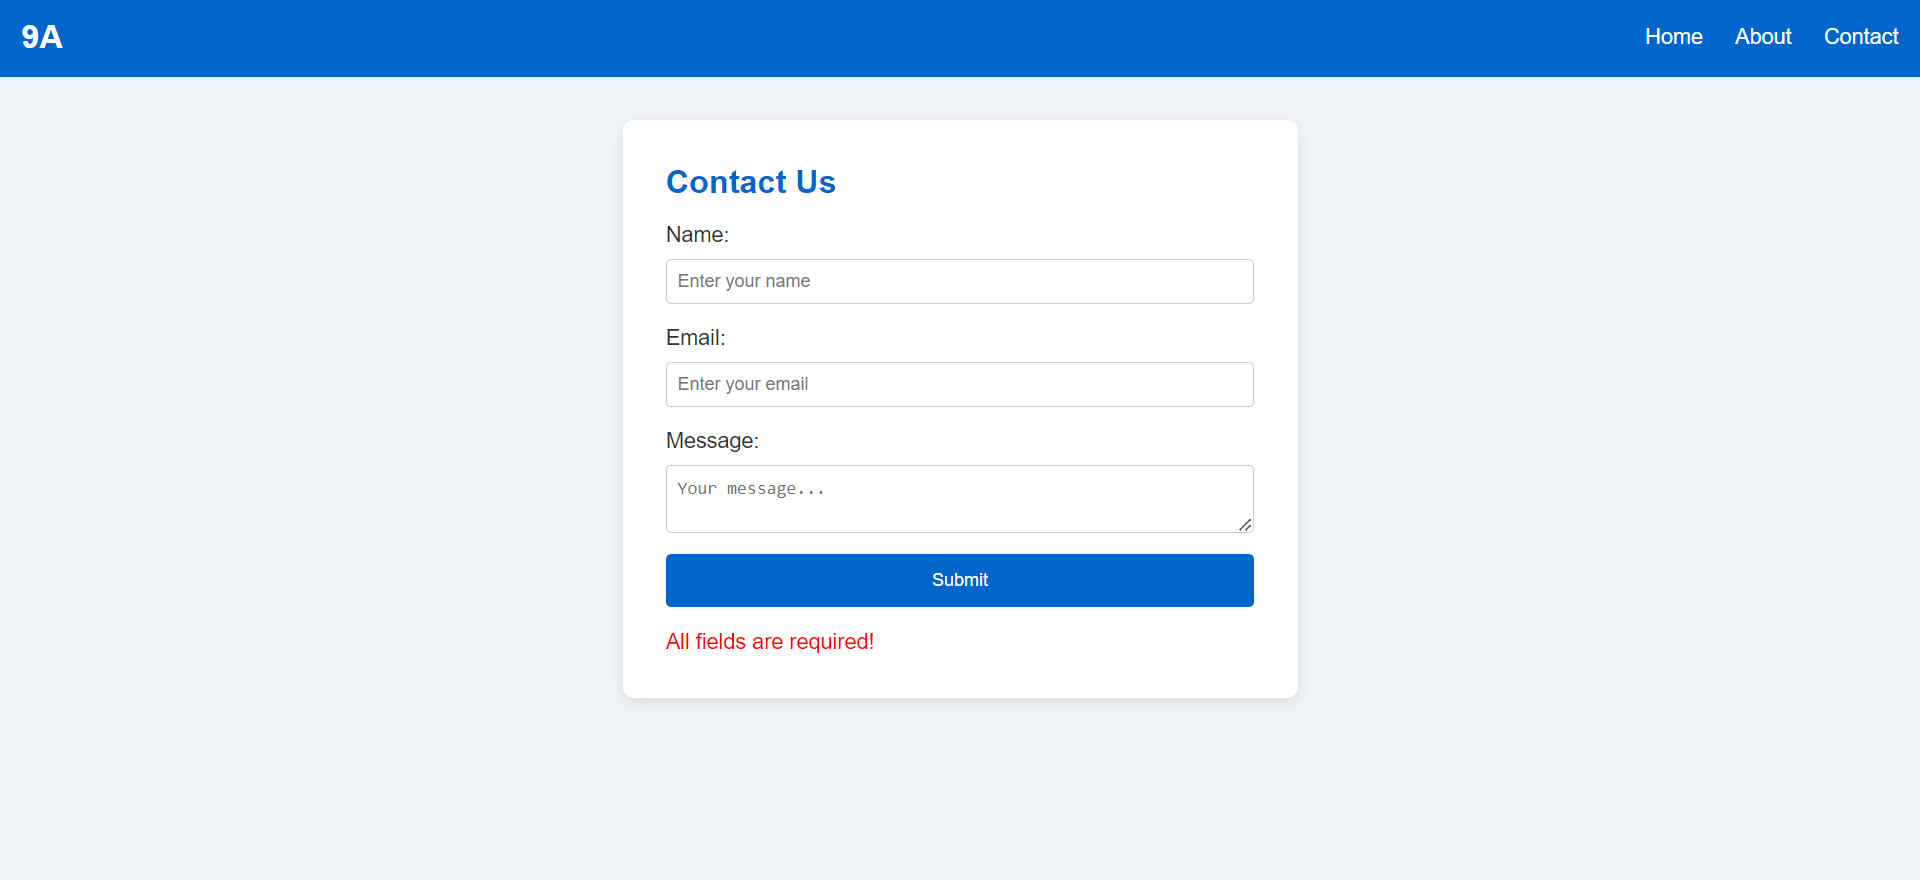 9A
Home About Contact
Contact Us
Name:
Enter your name
Email:
Enter your email
Message:
Your message...
Submit
All fields are required!